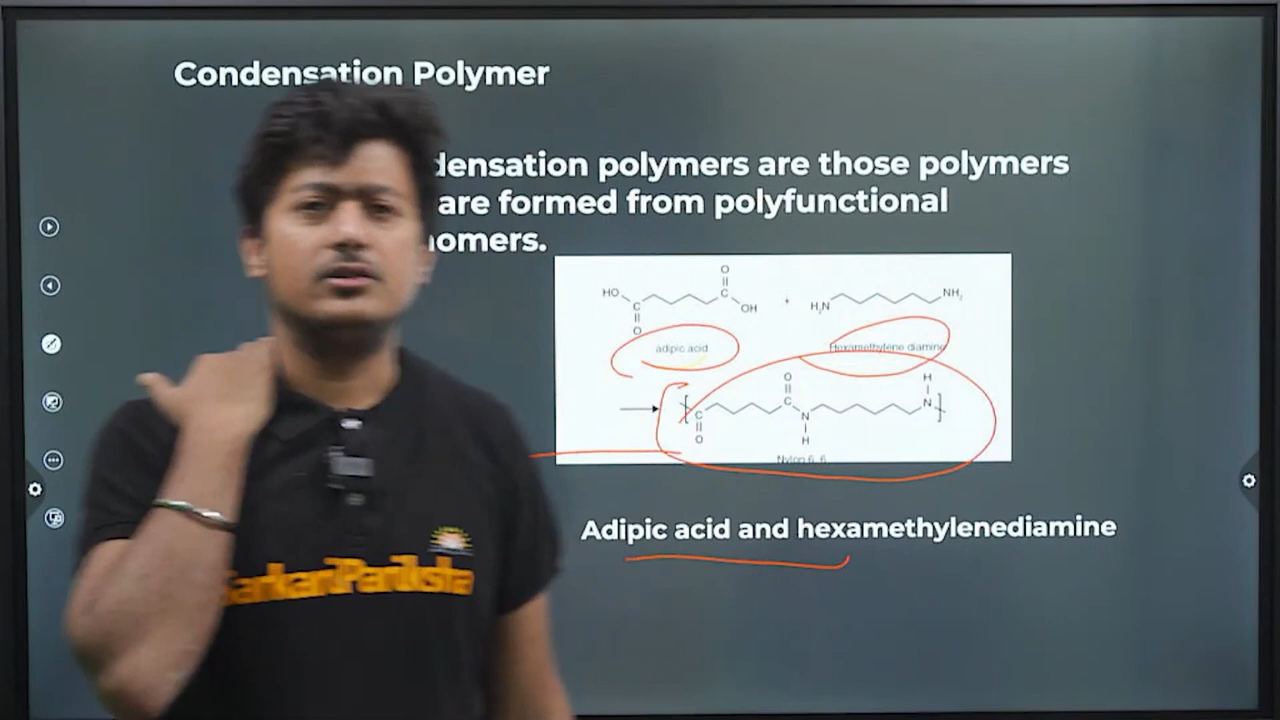 Condensation Polymer
densation polymers are those polymers
are formed from polyfunctional
omers.
O
HO C C OH + H2N NH2
O
adipic acid Hexamethylene diamine
O H
C C N N
O H
Nylon 6, 6
Adipic acid and hexamethylenediamine
SarkariPariksha